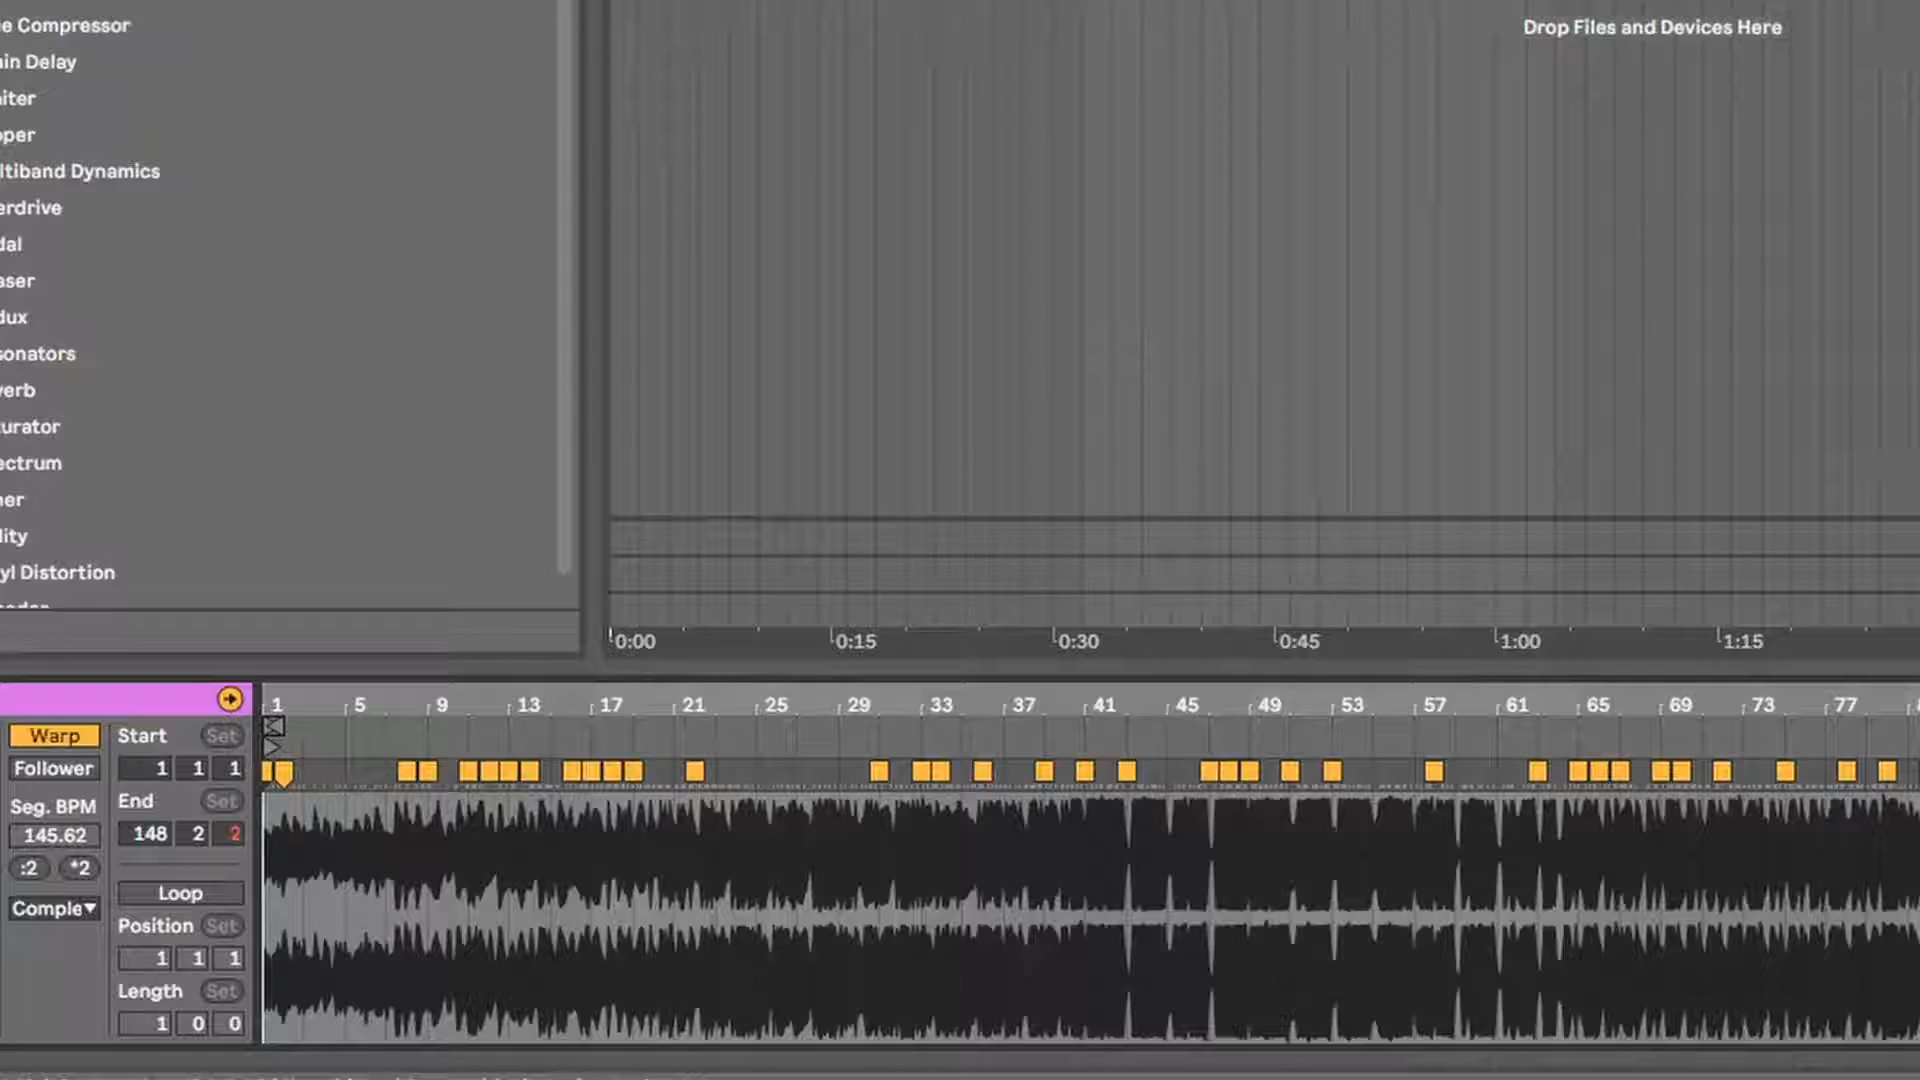 e Compressor
in Delay
iter
oper
ltiband Dynamics
erdrive
dal
aser
dux
sonators
verb
turator
ectrum
ner
lity
yl Distortion
Drop Files and Devices Here
0:00 0:15 0:30 0:45 1:00 1:15
1 5 9 13 17 21 25 29 33 37 41 45 49 53 57 61 65 69 73 77
Warp
Follower
Seg. BPM
145.62
:2 *2
Comple
Start Set
1 1 1
End Set
148 2 2
Loop
Position Set
1 1 1
Length Set
1 0 0